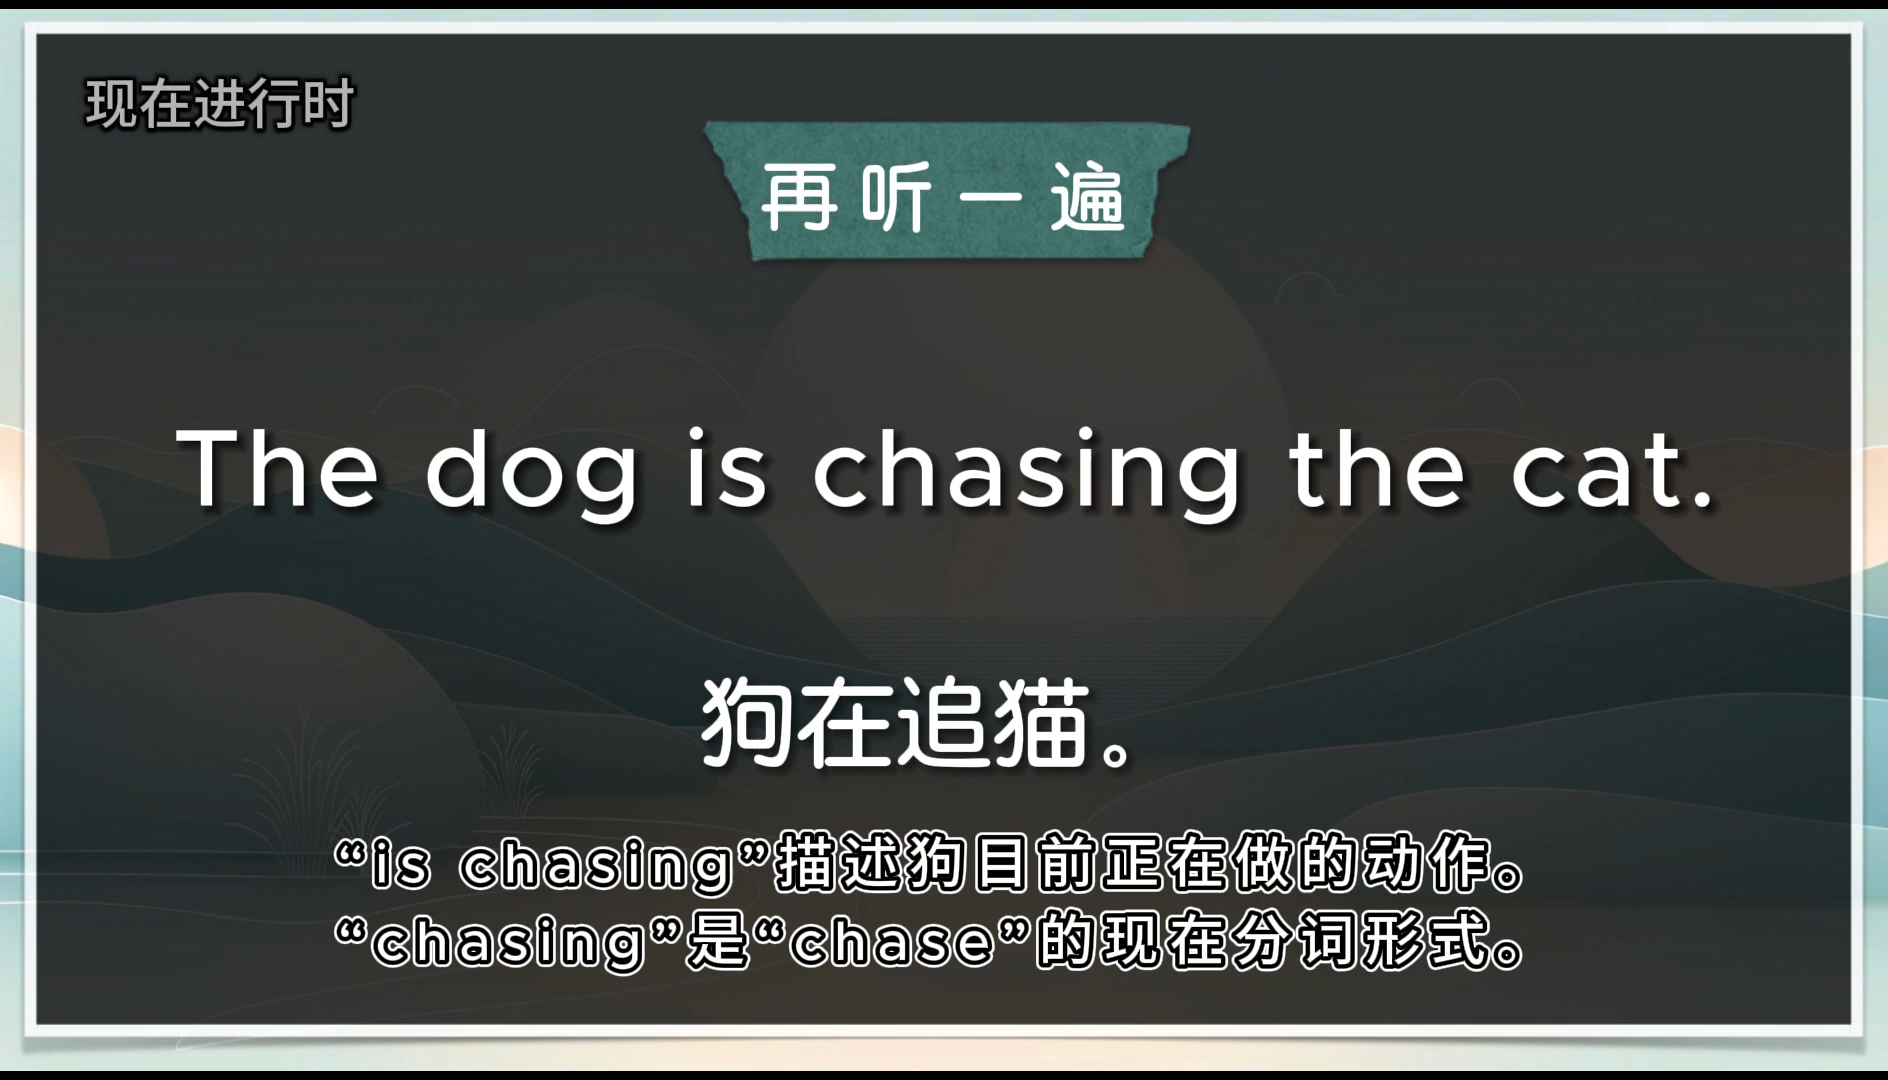 现在进行时
再听一遍
The dog is chasing the cat.
狗在追猫。
“is chasing”描述狗目前正在做的动作。
“chasing”是“chase”的现在分词形式。